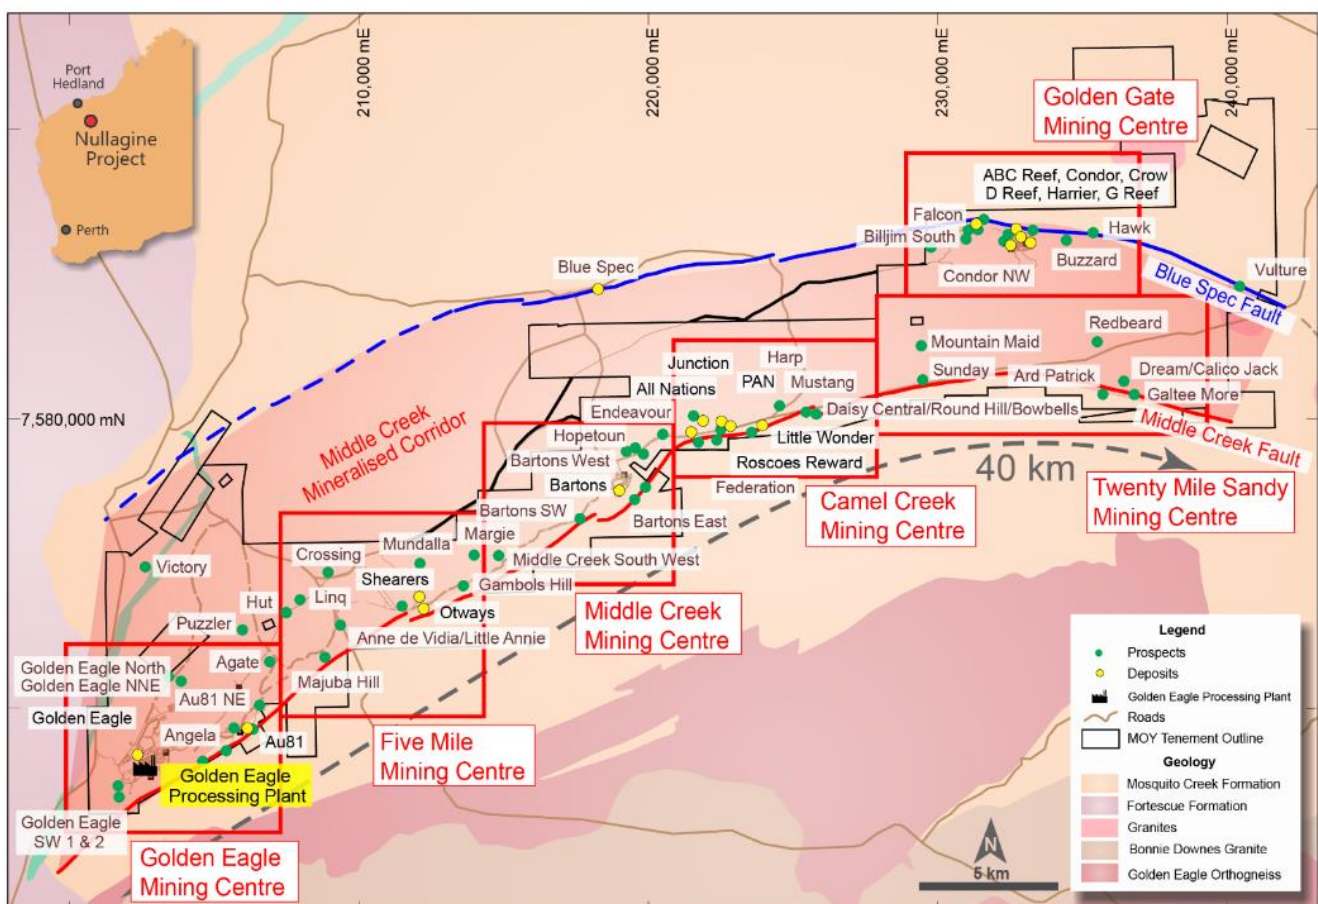 210,000 mE
220,000 mE
230,000 mE
240,000 mE
Port
Hedland
Nullagine
Project
Perth
Golden Gate
Mining Centre
ABC Reef, Condor, Crow
D Reef, Harrier, G Reef
Falcon
Billjim South
Hawk
Buzzard
Condor NW
Blue Spec
Vulture
Blue Spec Fault
Redbeard
Mountain Maid
Sunday
Ard Patrick
Dream/Calico Jack
Galtee More
Middle Creek Fault
Junction
Harp
All Nations
PAN
Mustang
Endeavour
Daisy Central/Round Hill/Bowbells
7,580,000 mN
Middle Creek
Mineralised Corridor
Hopetoun
Little Wonder
Bartons West
Roscoes Reward
Bartons
Federation
40 km
Camel Creek
Mining Centre
Twenty Mile Sandy
Mining Centre
Bartons SW
Bartons East
Margie
Mundalla
Crossing
Middle Creek South West
Victory
Shearers
Gambols Hill
Linq
Hut
Otways
Middle Creek
Mining Centre
Puzzler
Anne de Vidia/Little Annie
Golden Eagle North
Golden Eagle NNE
Agate
Majuba Hill
Au81 NE
Golden Eagle
Angela
Au81
Five Mile
Mining Centre
Golden Eagle
Processing Plant
Golden Eagle
SW 1 & 2
Golden Eagle
Mining Centre
N
5 km
Legend
Prospects
Deposits
Golden Eagle Processing Plant
Roads
MOY Tenement Outline
Geology
Mosquito Creek Formation
Fortescue Formation
Granites
Bonnie Downes Granite
Golden Eagle Orthogneiss